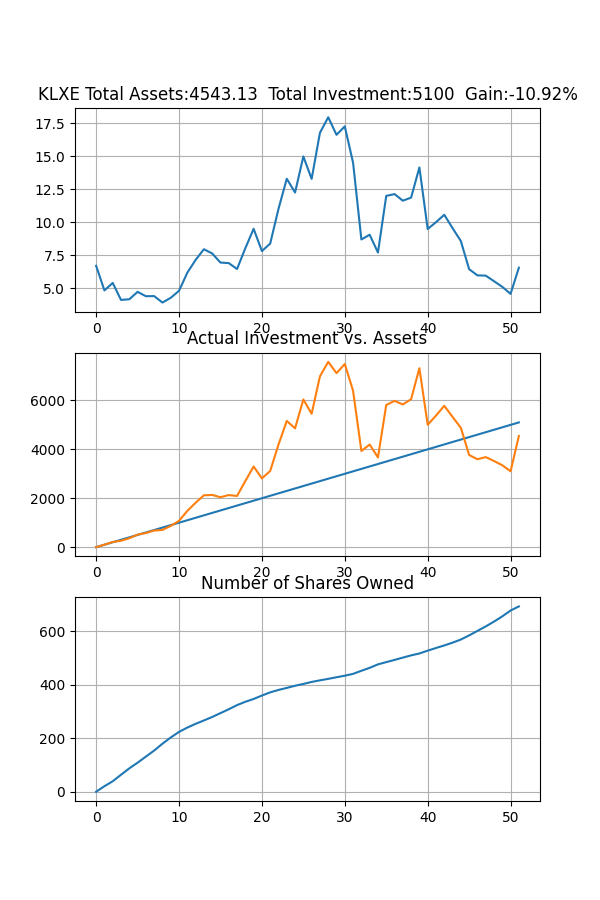 KLXE Total Assets:4543.13  Total Investment:5100  Gain:-10.92%
17.5
15.0
12.5
10.0
7.5
5.0
0 10 20 30 40 50
Actual Investment vs. Assets
6000
4000
2000
0
0 10 20 30 40 50
Number of Shares Owned
600
400
200
0
0 10 20 30 40 50